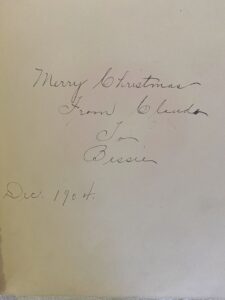 Merry Christmas
From Claude
To
Bessie
Dec. 1904.